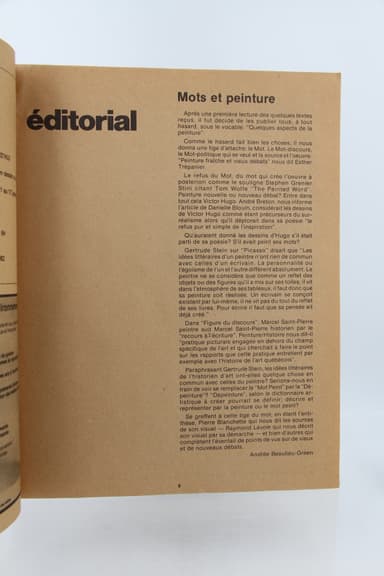 éditorial
Mots et peinture
Après une première lecture des quelques textes
reçus, il fut décidé de les publier tous, à tout
hasard, sous le vocable: "Quelques aspects de la
peinture".
Comme le hasard fait bien les choses, il nous
donna une tige d'attache: le Mot. Le Mot-discours,
le Mot-politique qui se veut et la source et l'oeuvre.
"Peinture fraîche et vieux débats" nous dit Esther
Trépanier.
Le refus du Mot, du mot qui crée l'oeuvre à
posteriori comme le souligne Stephen Grenier
Stini citant Tom Wolfe "The Painted Word".
Peinture nouvelle ou nouveau débat? Entre dans
tout cela Victor Hugo. André Breton, nous informe
l'article de Danielle Blouin, considérait les dessins
de Victor Hugo comme étant précurseurs du sur-
réalisme alors qu'il déplorait dans sa poésie "le
refus pur et simple de l'inspiration".
Qu'auraient donné les dessins d'Hugo s'il était
parti de sa poésie? S'il avait peint ses mots?
Gertrude Stein sur "Picasso" disait que "Les
idées littéraires d'un peintre n'ont rien de commun
avec celles d'un écrivain. La personnalité ou
l'égoïsme de l'un et l'autre diffèrent absolument. Le
peintre ne se considère que comme un reflet des
objets ou des figures qu'il a mis sur ses toiles, il vit
dans l'atmosphère de ses tableaux, il faut donc que
sa peinture soit réalisée. Un écrivain se conçoit
existant par lui-même, il ne vit pas du tout du reflet
de ses livres. Pour écrire il faut que sa pensée ait
déjà créé."
Dans "Figure du discours", Marcel Saint-Pierre
peintre suit Marcel Saint-Pierre historien par le
"recours à l'écriture". Peinture/histoire nous dit-il
"pratique picturale engagée en dehors du champ
spécifique de l'art et qui cherchait à faire le point
sur les rapports que cette pratique entretient par
exemple avec l'histoire de l'art québécois".
Paraphrasant Gertrude Stein, les idées littéraires
de l'historien d'art ont-elles quelque chose en
commun avec celles du peintre? Serions-nous en
train de voir se remplacer le "Mot Peint" par le "Dé-
peintre"? "Dépeintre", selon le dictionnaire ar-
tistique à créer pourrait se définir: décrire et
représenter par la peinture ou le mot peint?
Se greffent à cette tige du mot, en étant l'anti-
thèse, Pierre Blanchette qui nous dit les sources
de son visuel — Raymond Lavoie qui nous décrit
son visuel par sa démarche — et bien d'autres qui
complètent l'éventail de points de vue sur de vieux
et de nouveaux débats.
Andrée Beaulieu-Green